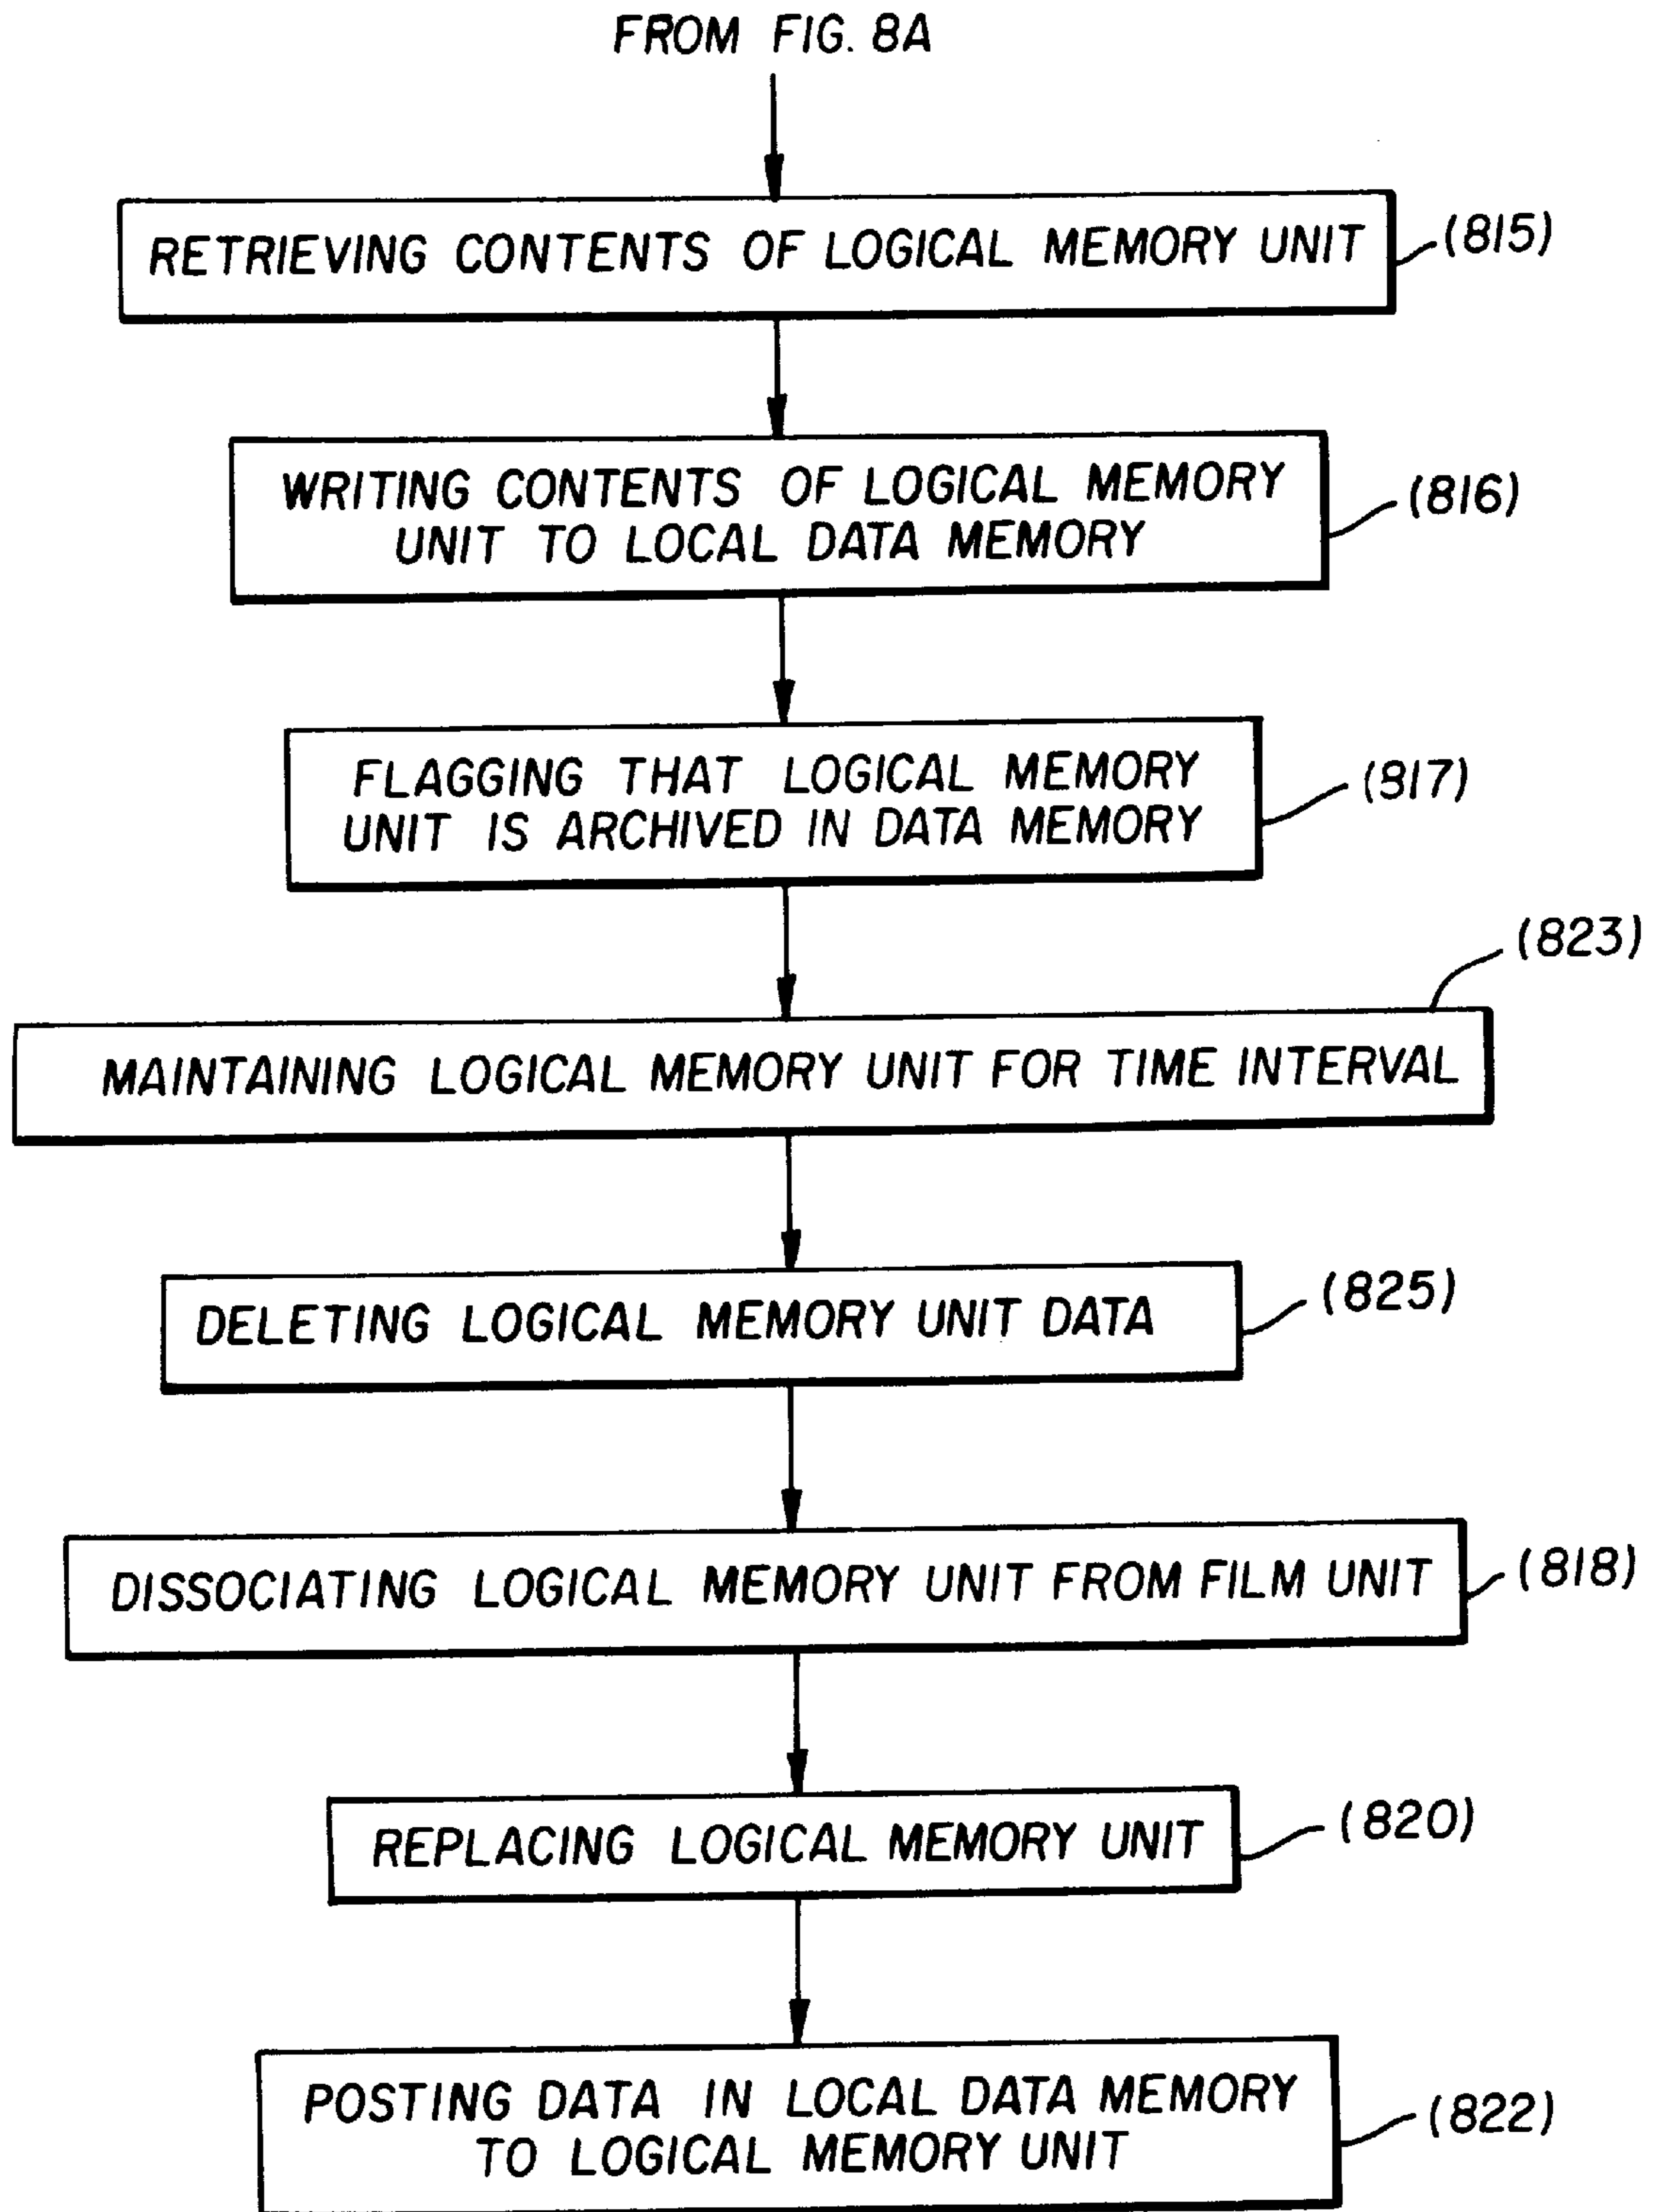 FROM FIG. 8A
RETRIEVING CONTENTS OF LOGICAL MEMORY UNIT
(815)
WRITING CONTENTS OF LOGICAL MEMORY
UNIT TO LOCAL DATA MEMORY
(816)
FLAGGING THAT LOGICAL MEMORY
UNIT IS ARCHIVED IN DATA MEMORY
(817)
(823)
MAINTAINING LOGICAL MEMORY UNIT FOR TIME INTERVAL
DELETING LOGICAL MEMORY UNIT DATA
(825)
DISSOCIATING LOGICAL MEMORY UNIT FROM FILM UNIT
(818)
REPLACING LOGICAL MEMORY UNIT
(820)
POSTING DATA IN LOCAL DATA MEMORY
TO LOGICAL MEMORY UNIT
(822)